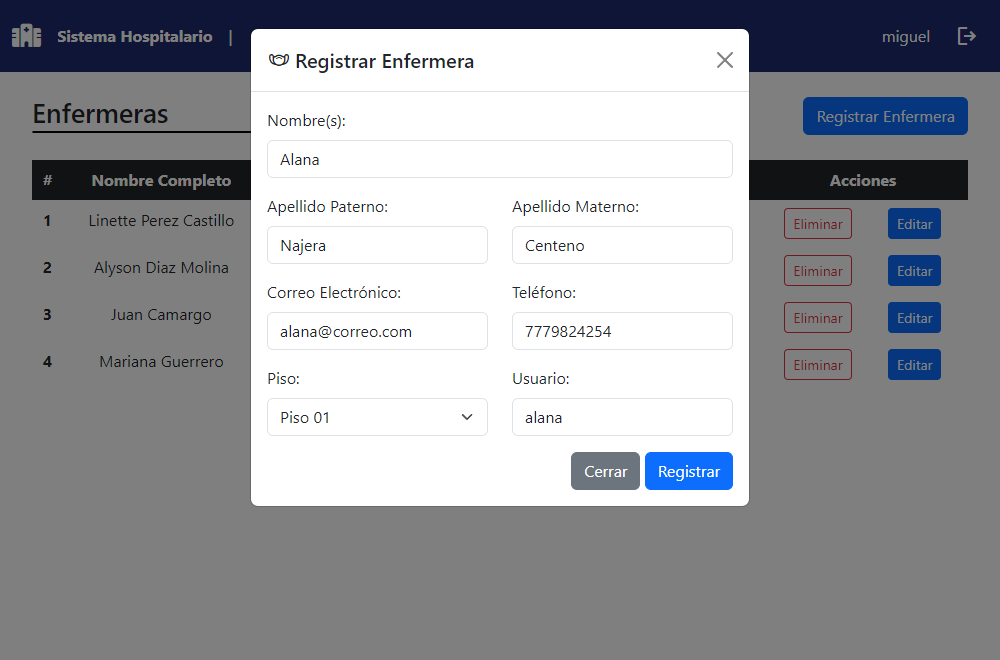 Sistema Hospitalario |
miguel
Enfermeras
Registrar Enfermera
# Nombre Completo Acciones
1 Linette Perez Castillo Eliminar Editar
2 Alyson Diaz Molina Eliminar Editar
3 Juan Camargo Eliminar Editar
4 Mariana Guerrero Eliminar Editar
Registrar Enfermera
Nombre(s):
Alana
Apellido Paterno: Apellido Materno:
Najera Centeno
Correo Electrónico: Teléfono:
alana@correo.com 7779824254
Piso: Usuario:
Piso 01 alana
Cerrar Registrar